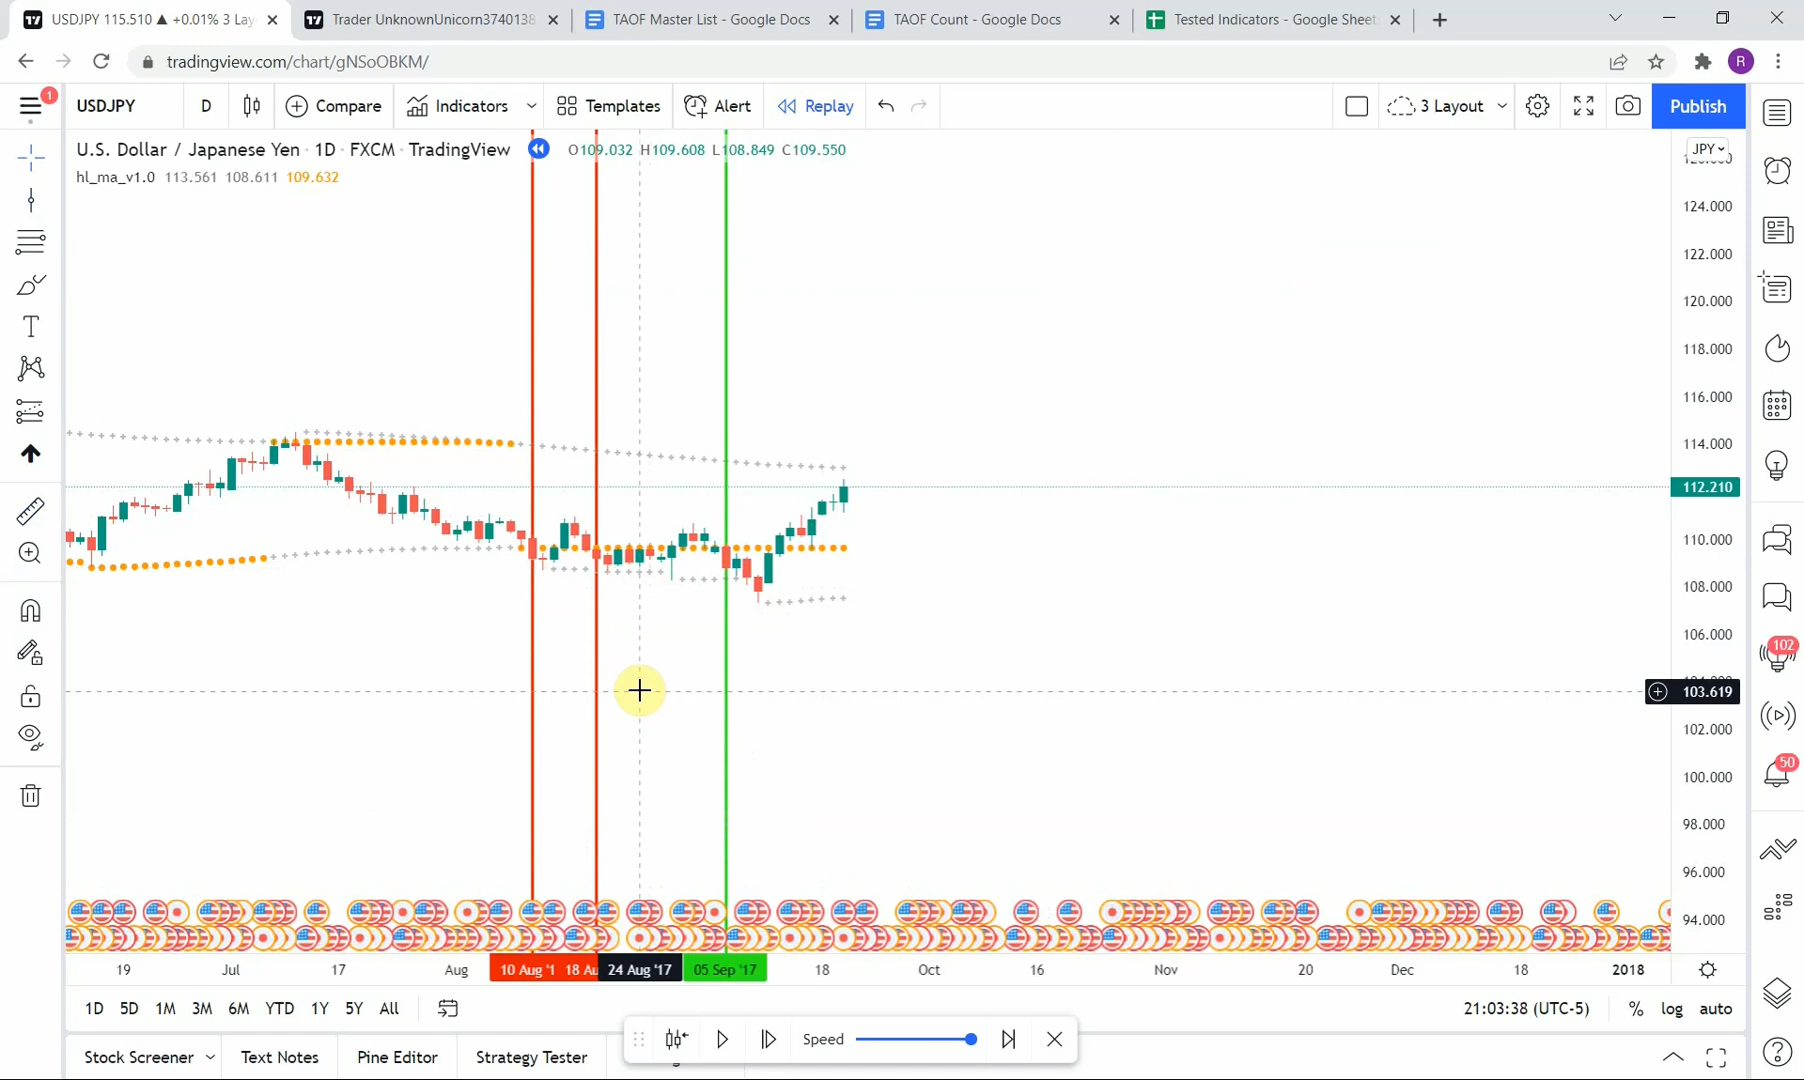 USDJPY 115.510 ▲ +0.01% 3 Lay
Trader UnknownUnicorn3740138
TAOF Master List - Google Docs
TAOF Count - Google Docs
Tested Indicators - Google Sheet
tradingview.com/chart/gNSoOBKM/
R
1
USDJPY
D
Compare
Indicators
Templates
Alert
Replay
3 Layout
Publish
U.S. Dollar / Japanese Yen · 1D · FXCM · TradingView
O109.032 H109.608 L108.849 C109.550
hl_ma_v1.0 113.561 108.611 109.632
JPY
124.000
122.000
120.000
118.000
116.000
114.000
112.210
110.000
108.000
106.000
103.619
102.000
100.000
98.000
96.000
94.000
102
50
19 Jul 17 Aug 10 Aug '1 18 Au 24 Aug '17 05 Sep '17 18 Oct 16 Nov 20 Dec 18 2018
1D 5D 1M 3M 6M YTD 1Y 5Y All
21:03:38 (UTC-5) % log auto
Speed
Stock Screener Text Notes Pine Editor Strategy Tester